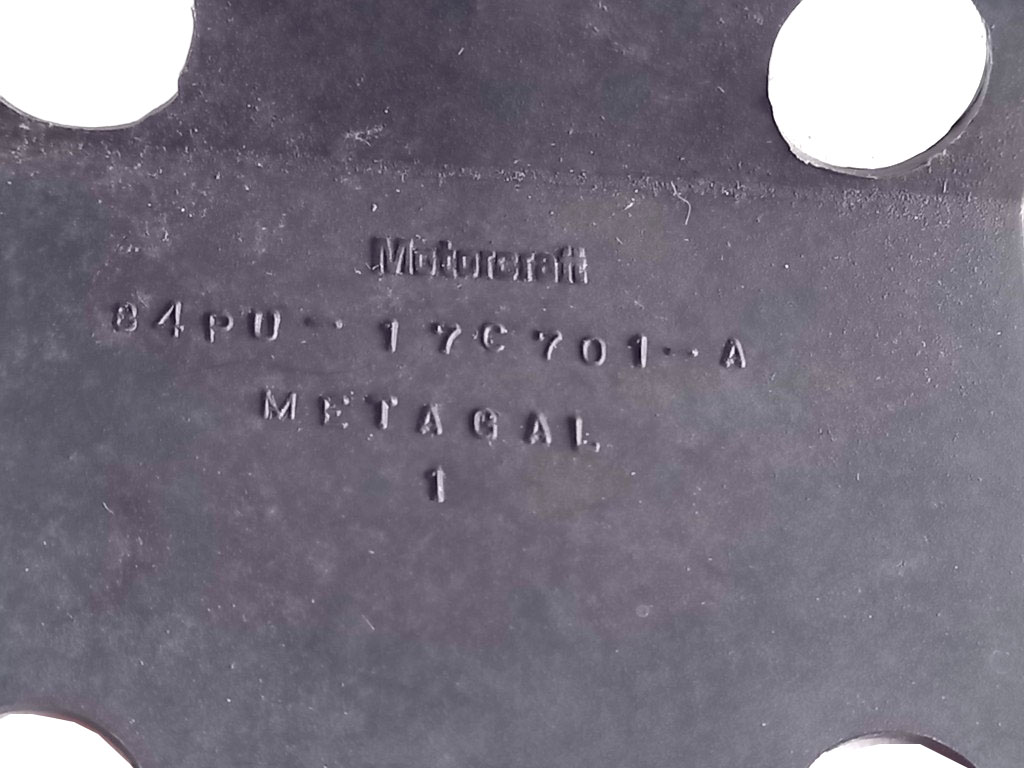 Motorcraft
84PU-17C701-A
METAGAL
1